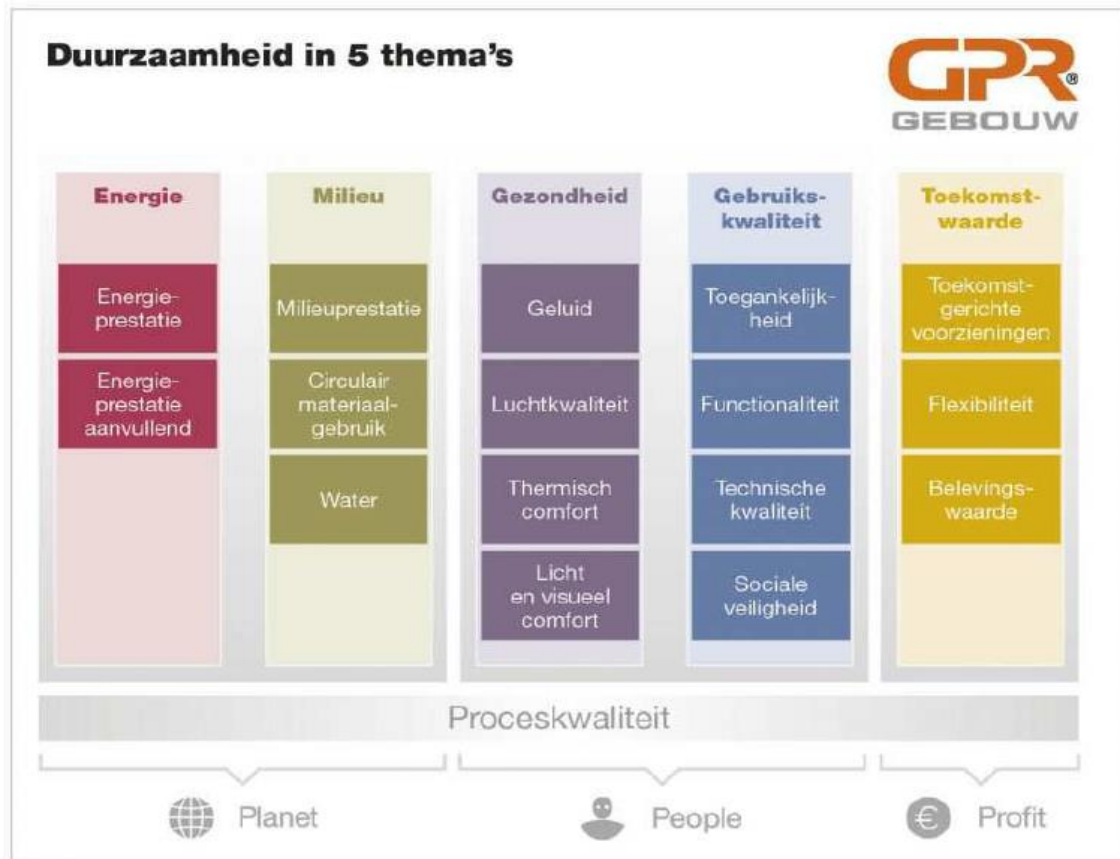 Duurzaamheid in 5 thema's
GPR®
GEBOUW
Energie
Energie-
prestatie
Energie-
prestatie
aanvullend
Milieu
Milieuprestatie
Circulair
materiaal-
gebruik
Water
Gezondheid
Geluid
Luchtkwaliteit
Thermisch
comfort
Licht
en visueel
comfort
Gebruiks-
kwaliteit
Toegankelijk-
heid
Functionaliteit
Technische
kwaliteit
Sociale
veiligheid
Toekomst-
waarde
Toekomst-
gerichte
voorzieningen
Flexibiliteit
Belevings-
waarde
Proceskwaliteit
Planet
People
€ Profit